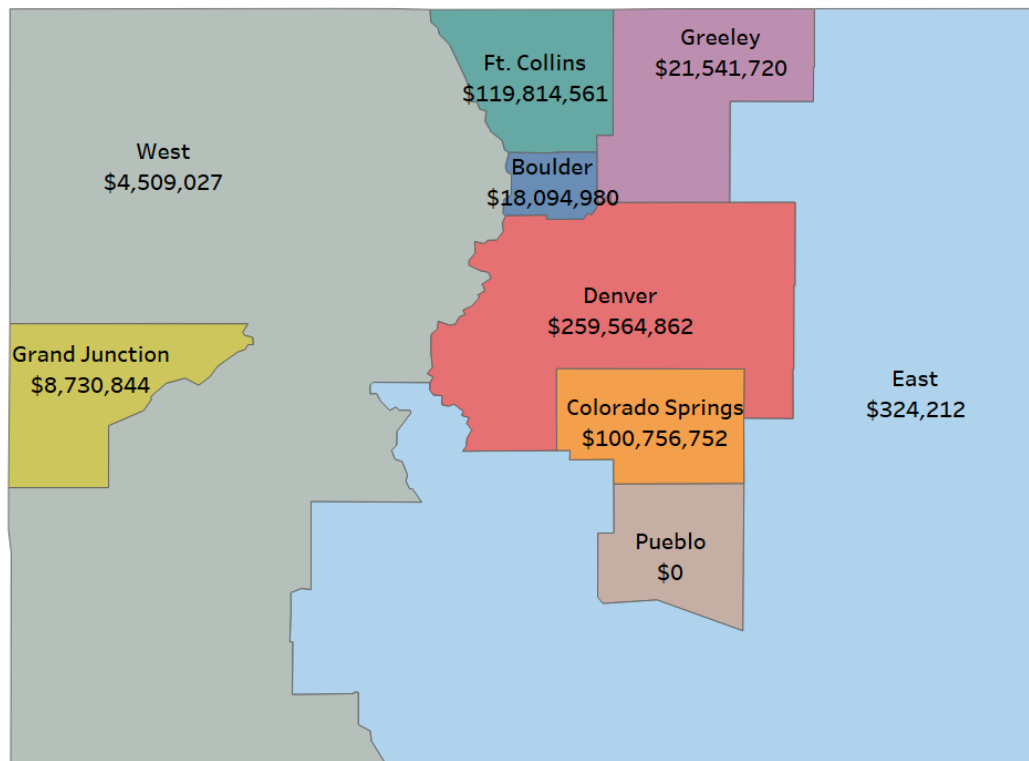 Greeley
$21,541,720
Ft. Collins
$119,814,561
West
$4,509,027
Boulder
$18,094,980
Denver
$259,564,862
Grand Junction
$8,730,844
East
$324,212
Colorado Springs
$100,756,752
Pueblo
$0